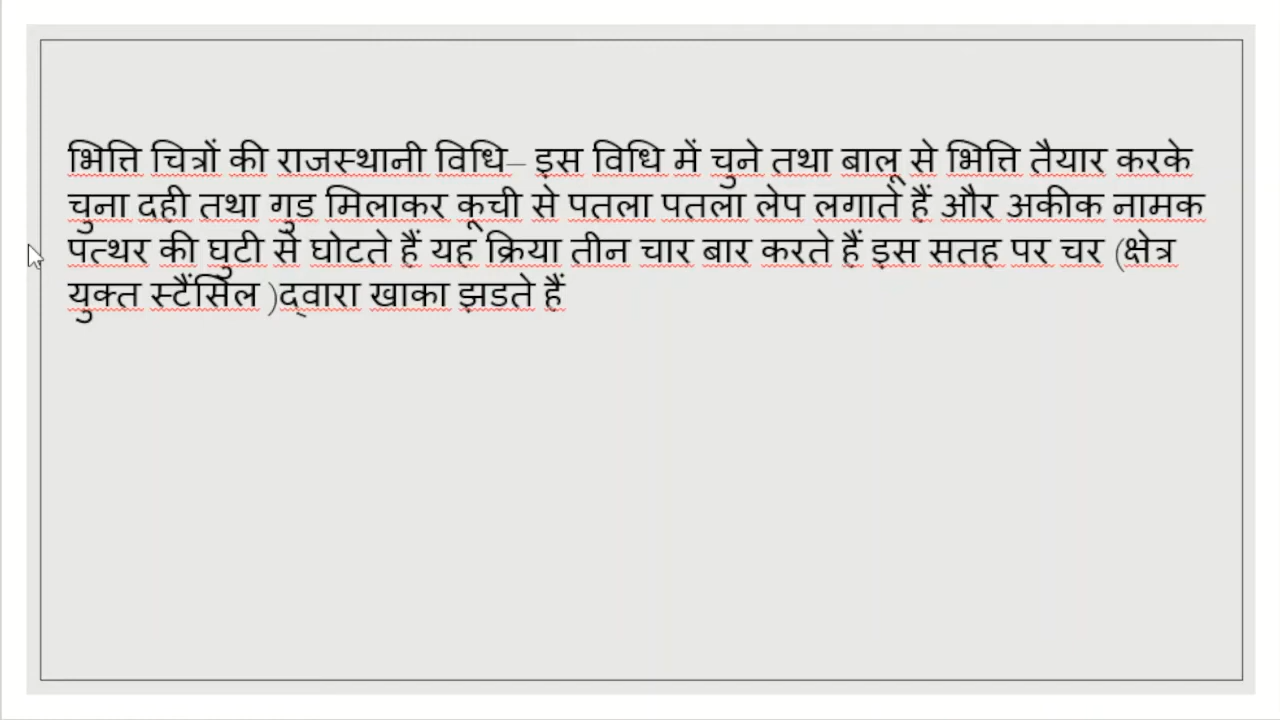 भित्ति चित्रों की राजस्थानी विधि– इस विधि में चुने तथा बालू से भित्ति तैयार करके
चुना दही तथा गुड मिलाकर कूची से पतला पतला लेप लगाते हैं और अकीक नामक
पत्थर की घुटी से घोटते हैं यह क्रिया तीन चार बार करते हैं इस सतह पर चर (क्षेत्र
युक्त स्टैंसिल )द्वारा खाका झडते हैं